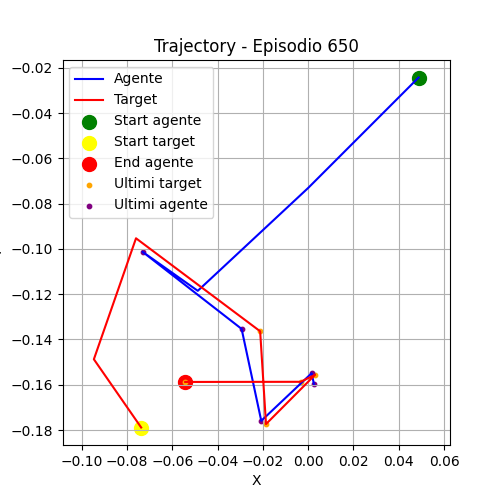 Trajectory - Episodio 650
Agente
Target
Start agente
Start target
End agente
Ultimi target
Ultimi agente
−0.02
−0.04
−0.06
−0.08
−0.10
−0.12
−0.14
−0.16
−0.18
−0.10 −0.08 −0.06 −0.04 −0.02 0.00 0.02 0.04 0.06
X